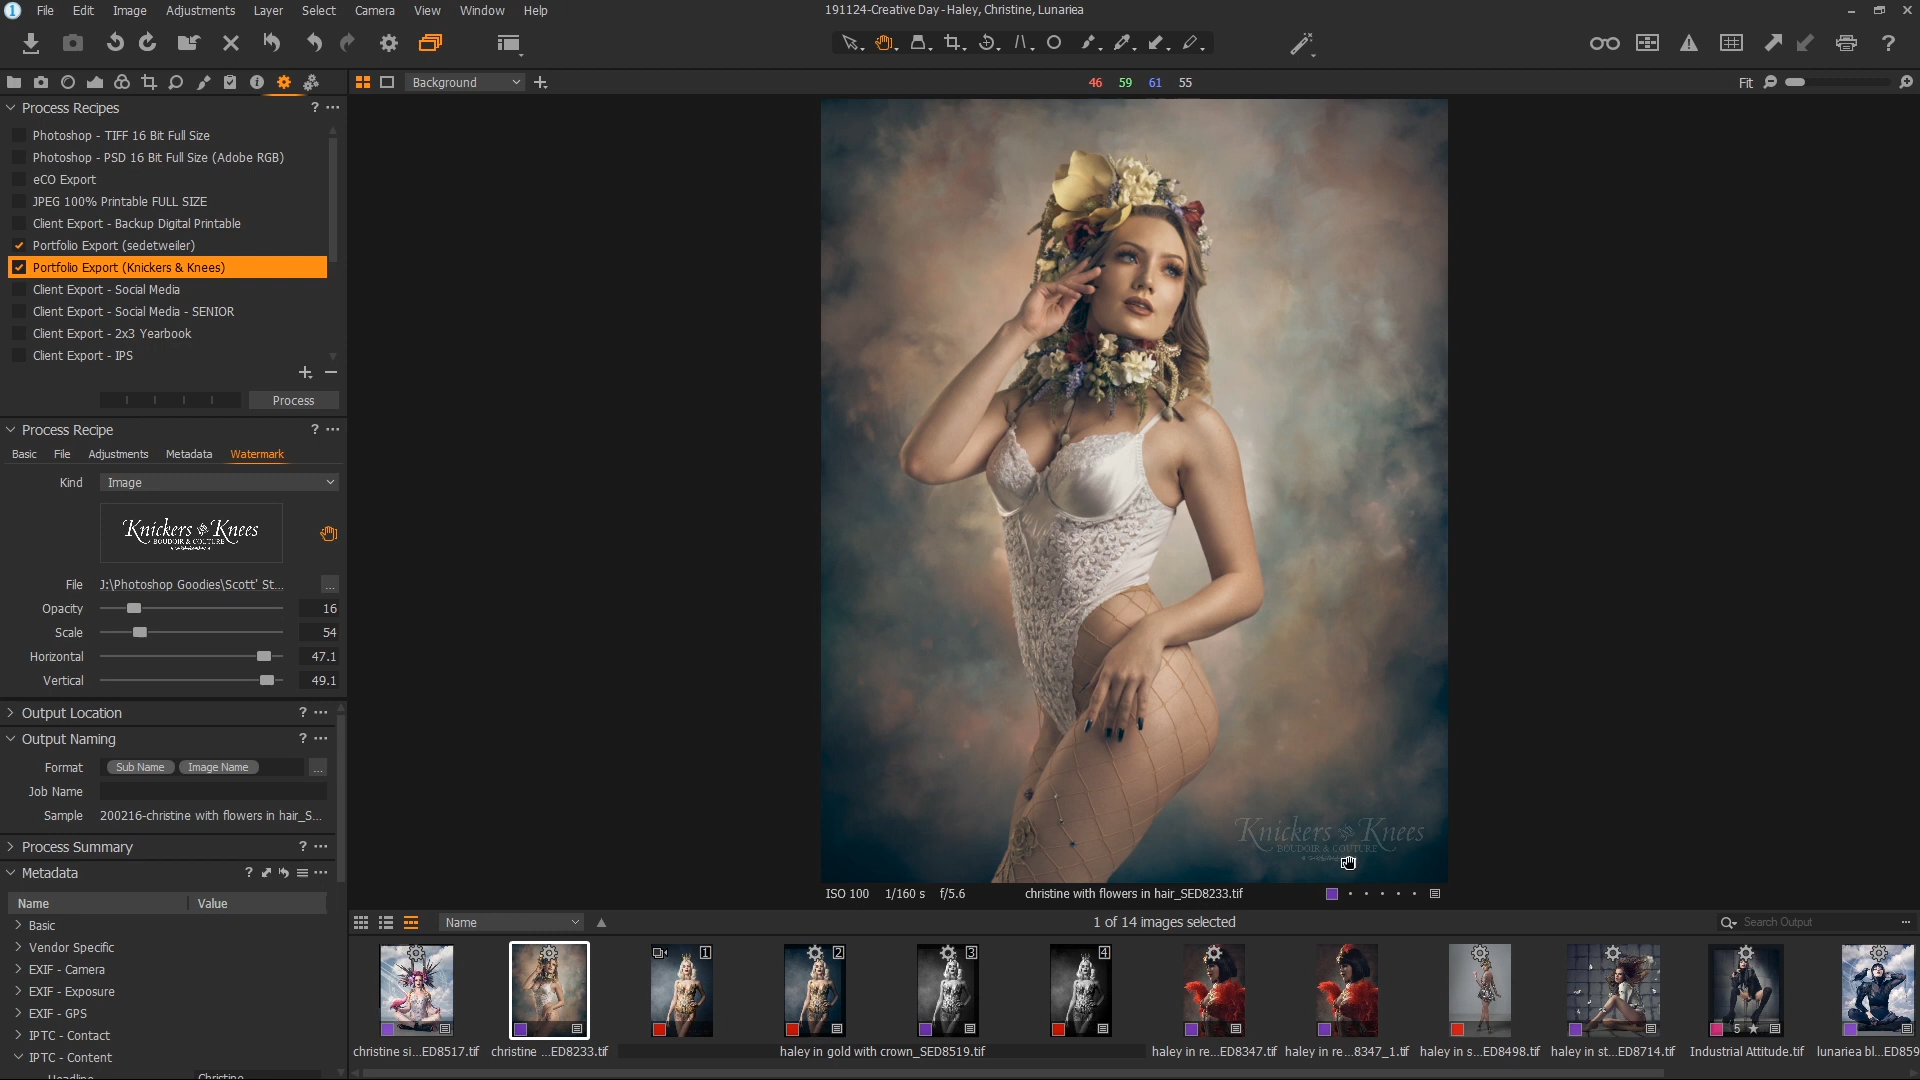 File Edit Image Adjustments Layer Select Camera View Window Help
191124-Creative Day - Haley, Christine, Lunariea
Background
46 59 61 55
Fit
Process Recipes
Photoshop - TIFF 16 Bit Full Size
Photoshop - PSD 16 Bit Full Size (Adobe RGB)
eCO Export
JPEG 100% Printable FULL SIZE
Client Export - Backup Digital Printable
Portfolio Export (sedetweiler)
Portfolio Export (Knickers & Knees)
Client Export - Social Media
Client Export - Social Media - SENIOR
Client Export - 2x3 Yearbook
Client Export - IPS
Process
Process Recipe
Basic File Adjustments Metadata Watermark
Kind Image
Knickers Knees
BOUDOIR & COUTURE
File J:\Photoshop Goodies\Scott' St...
Opacity 16
Scale 54
Horizontal 47.1
Vertical 49.1
Output Location
Output Naming
Format Sub Name Image Name
Job Name
Sample 200216-christine with flowers in hair_S...
Process Summary
Metadata
Name Value
Basic
Vendor Specific
EXIF - Camera
EXIF - Exposure
EXIF - GPS
IPTC - Contact
IPTC - Content
Headline Christine
Knickers Knees
BOUDOIR & COUTURE
ISO 100 1/160 s f/5.6 christine with flowers in hair_SED8233.tif
Name 1 of 14 images selected Search Output
1 2 3 4
5
christine si...ED8517.tif christine ...ED8233.tif haley in gold with crown_SED8519.tif haley in re...ED8347.tif haley in re...8347_1.tif haley in s...ED8498.tif haley in st...ED8714.tif Industrial Attitude.tif lunariea bl...ED859